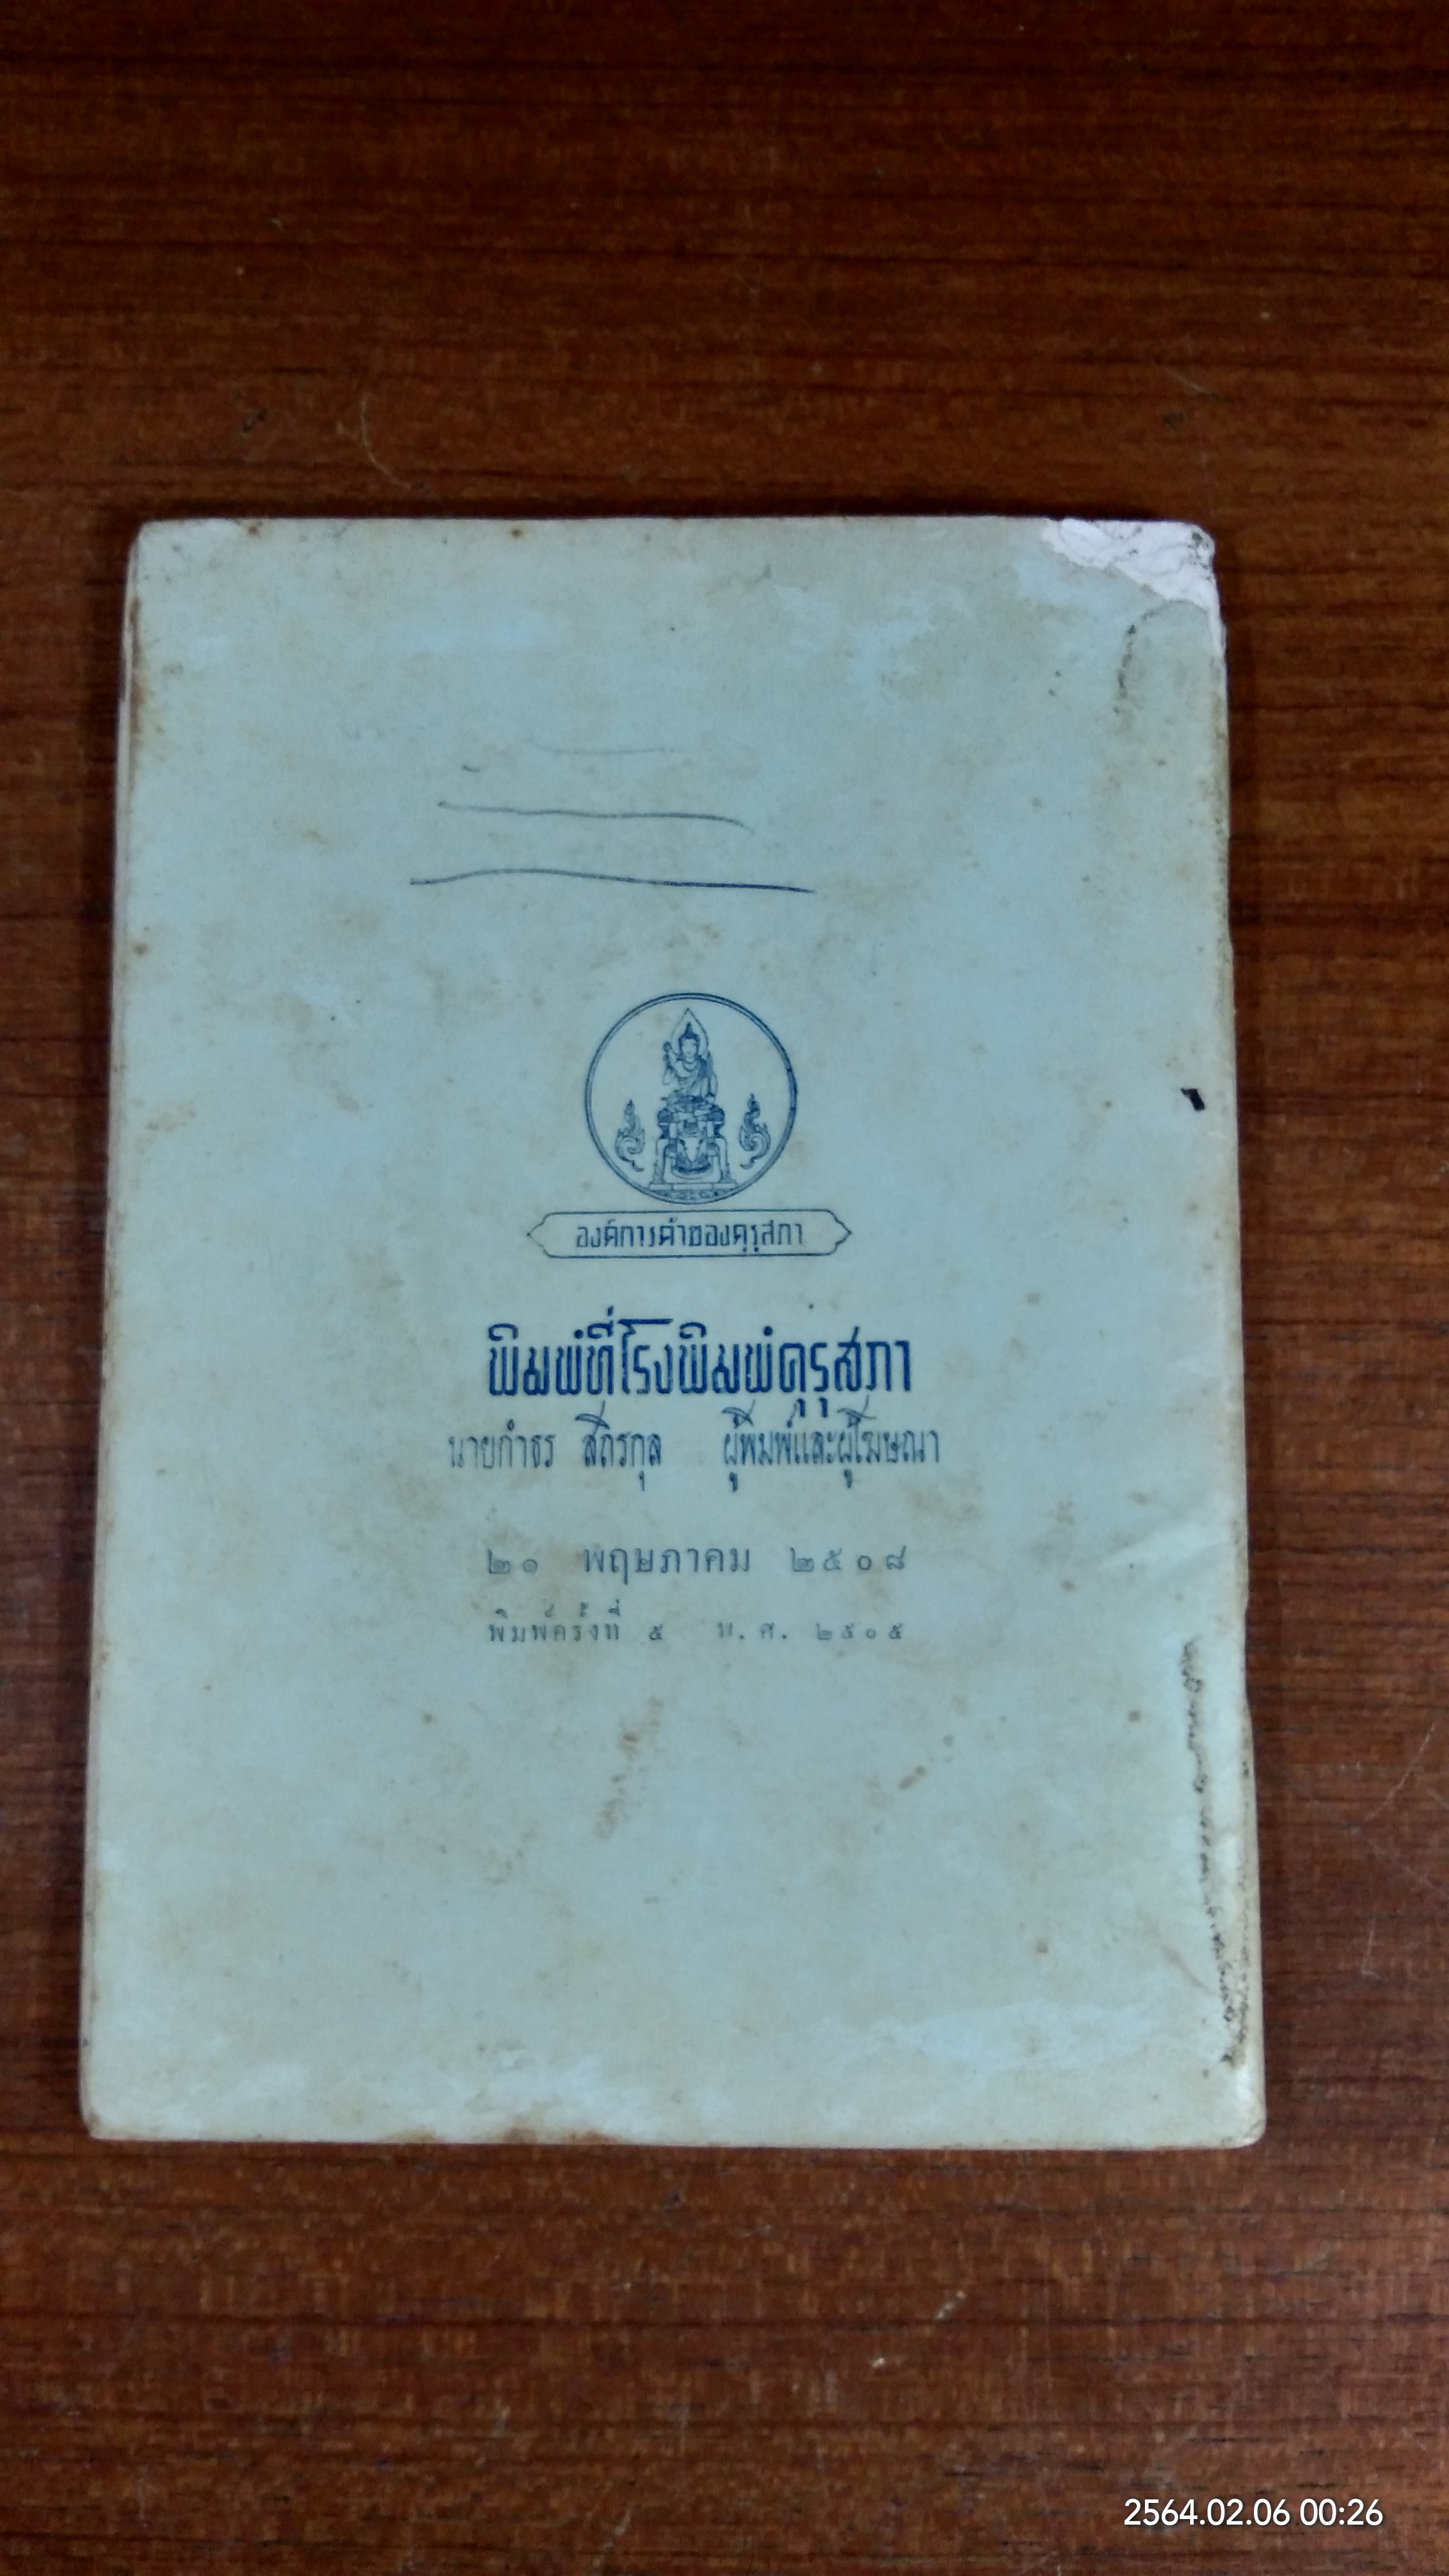 องค์การค้าของคุรุสภา
พิมพ์ที่โรงพิมพ์คุรุสภา
นายกำธร สถิรกุล ผู้พิมพ์และผู้โฆษณา
๒๑ พฤษภาคม ๒๕๐๘
พิมพ์ครั้งที่ ๕ พ.ศ. ๒๕๐๕
2564.02.06 00:26